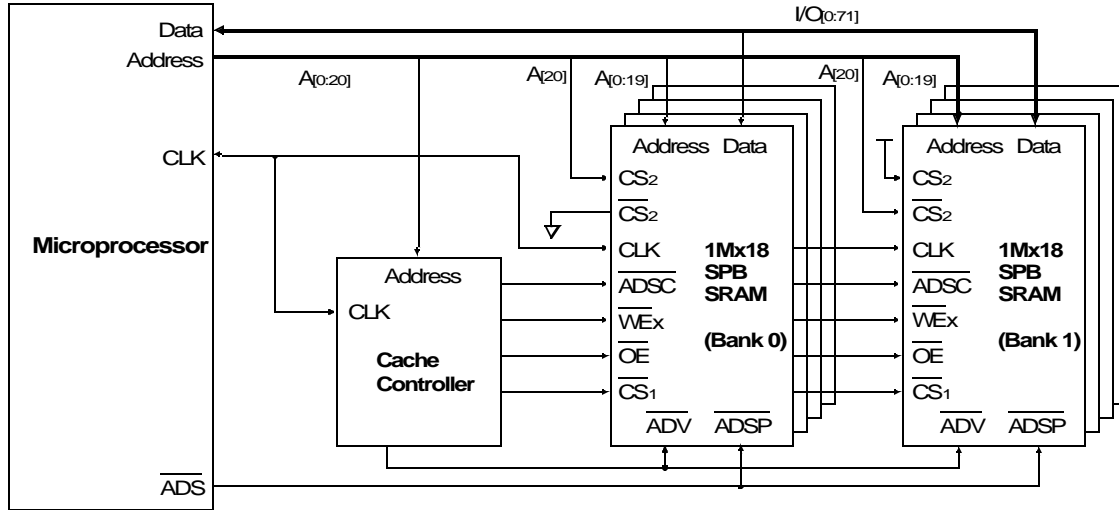 I/O[0:71]
Data
Address
A[0:20]
A[20]
A[0:19]
A[20]
A[0:19]
CLK
Microprocessor
ADS
Address
CLK
Cache
Controller
Address Data
CS2
CS2
CLK
ADSC
WEx
OE
CS1
ADV ADSP
1Mx18
SPB
SRAM
(Bank 0)
Address Data
CS2
CS2
CLK
ADSC
WEx
OE
CS1
ADV ADSP
1Mx18
SPB
SRAM
(Bank 1)